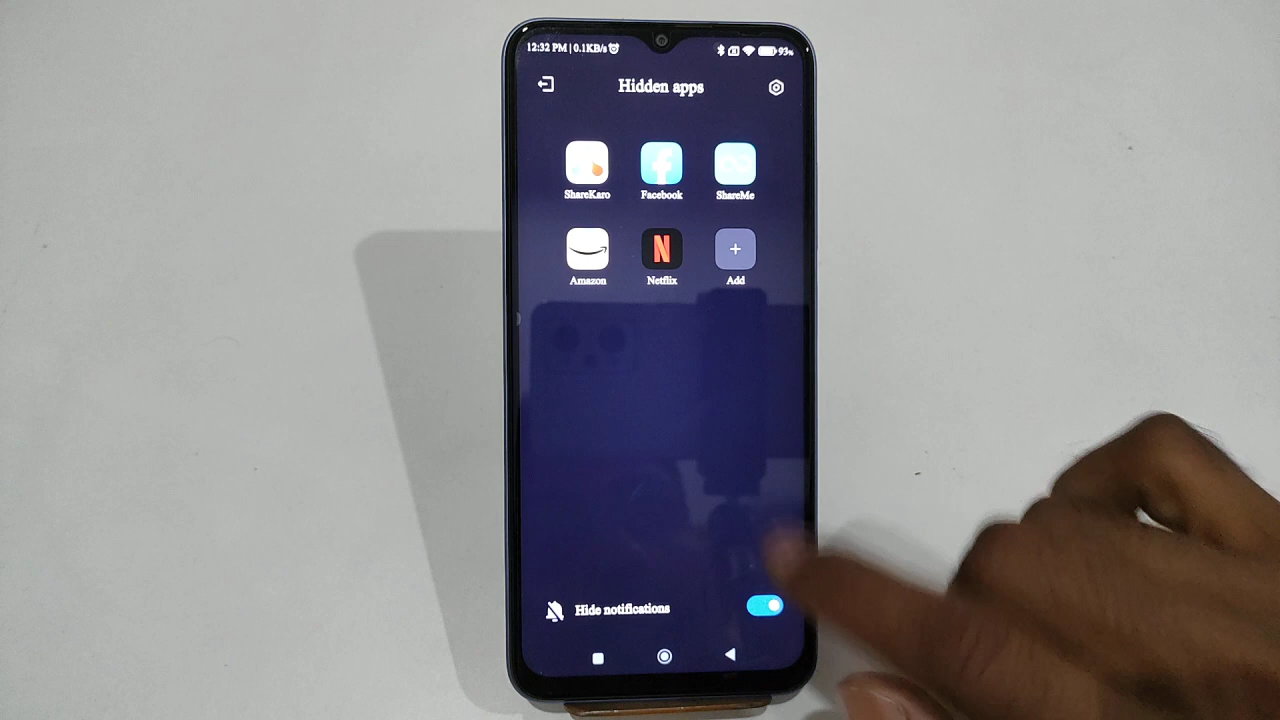 12:32 PM | 0.1KB/s
93%
Hidden apps
ShareKaro
Facebook
ShareMe
Amazon
Netflix
Add
Hide notifications